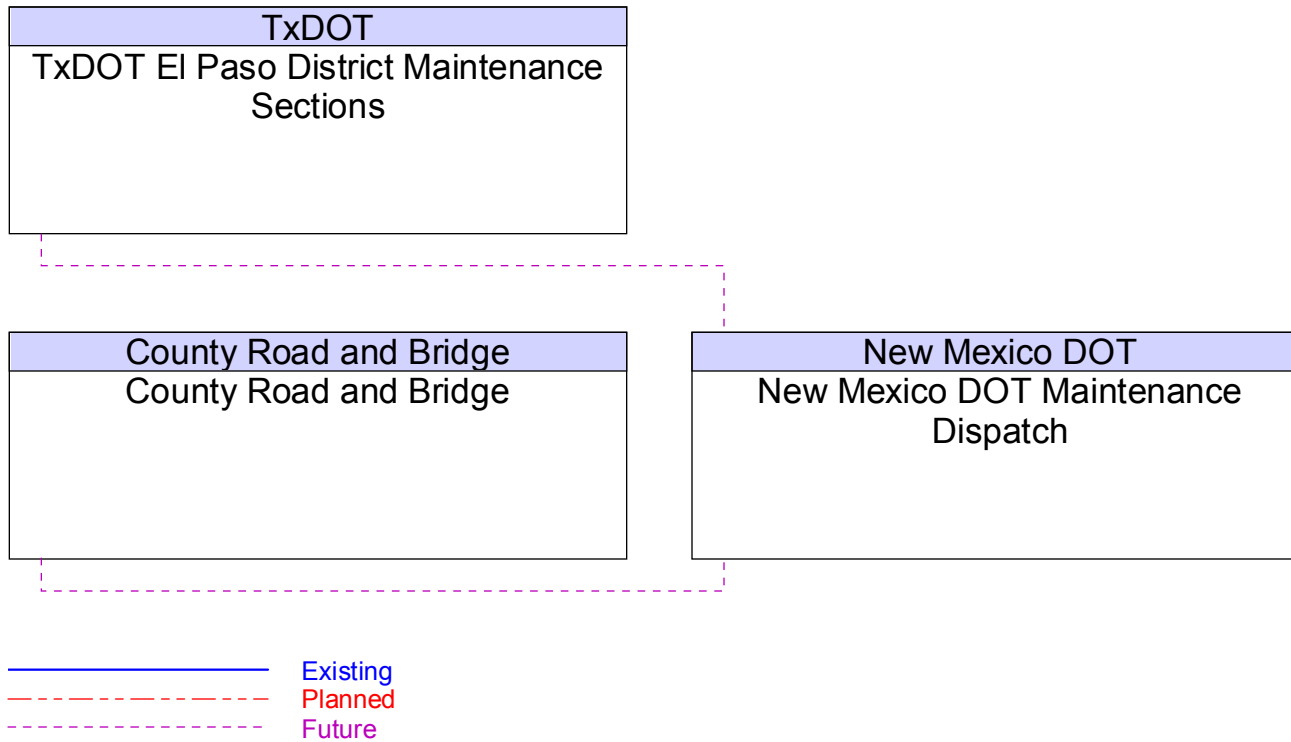 TxDOT
TxDOT El Paso District Maintenance
Sections
County Road and Bridge
County Road and Bridge
New Mexico DOT
New Mexico DOT Maintenance
Dispatch
Existing
Planned
Future